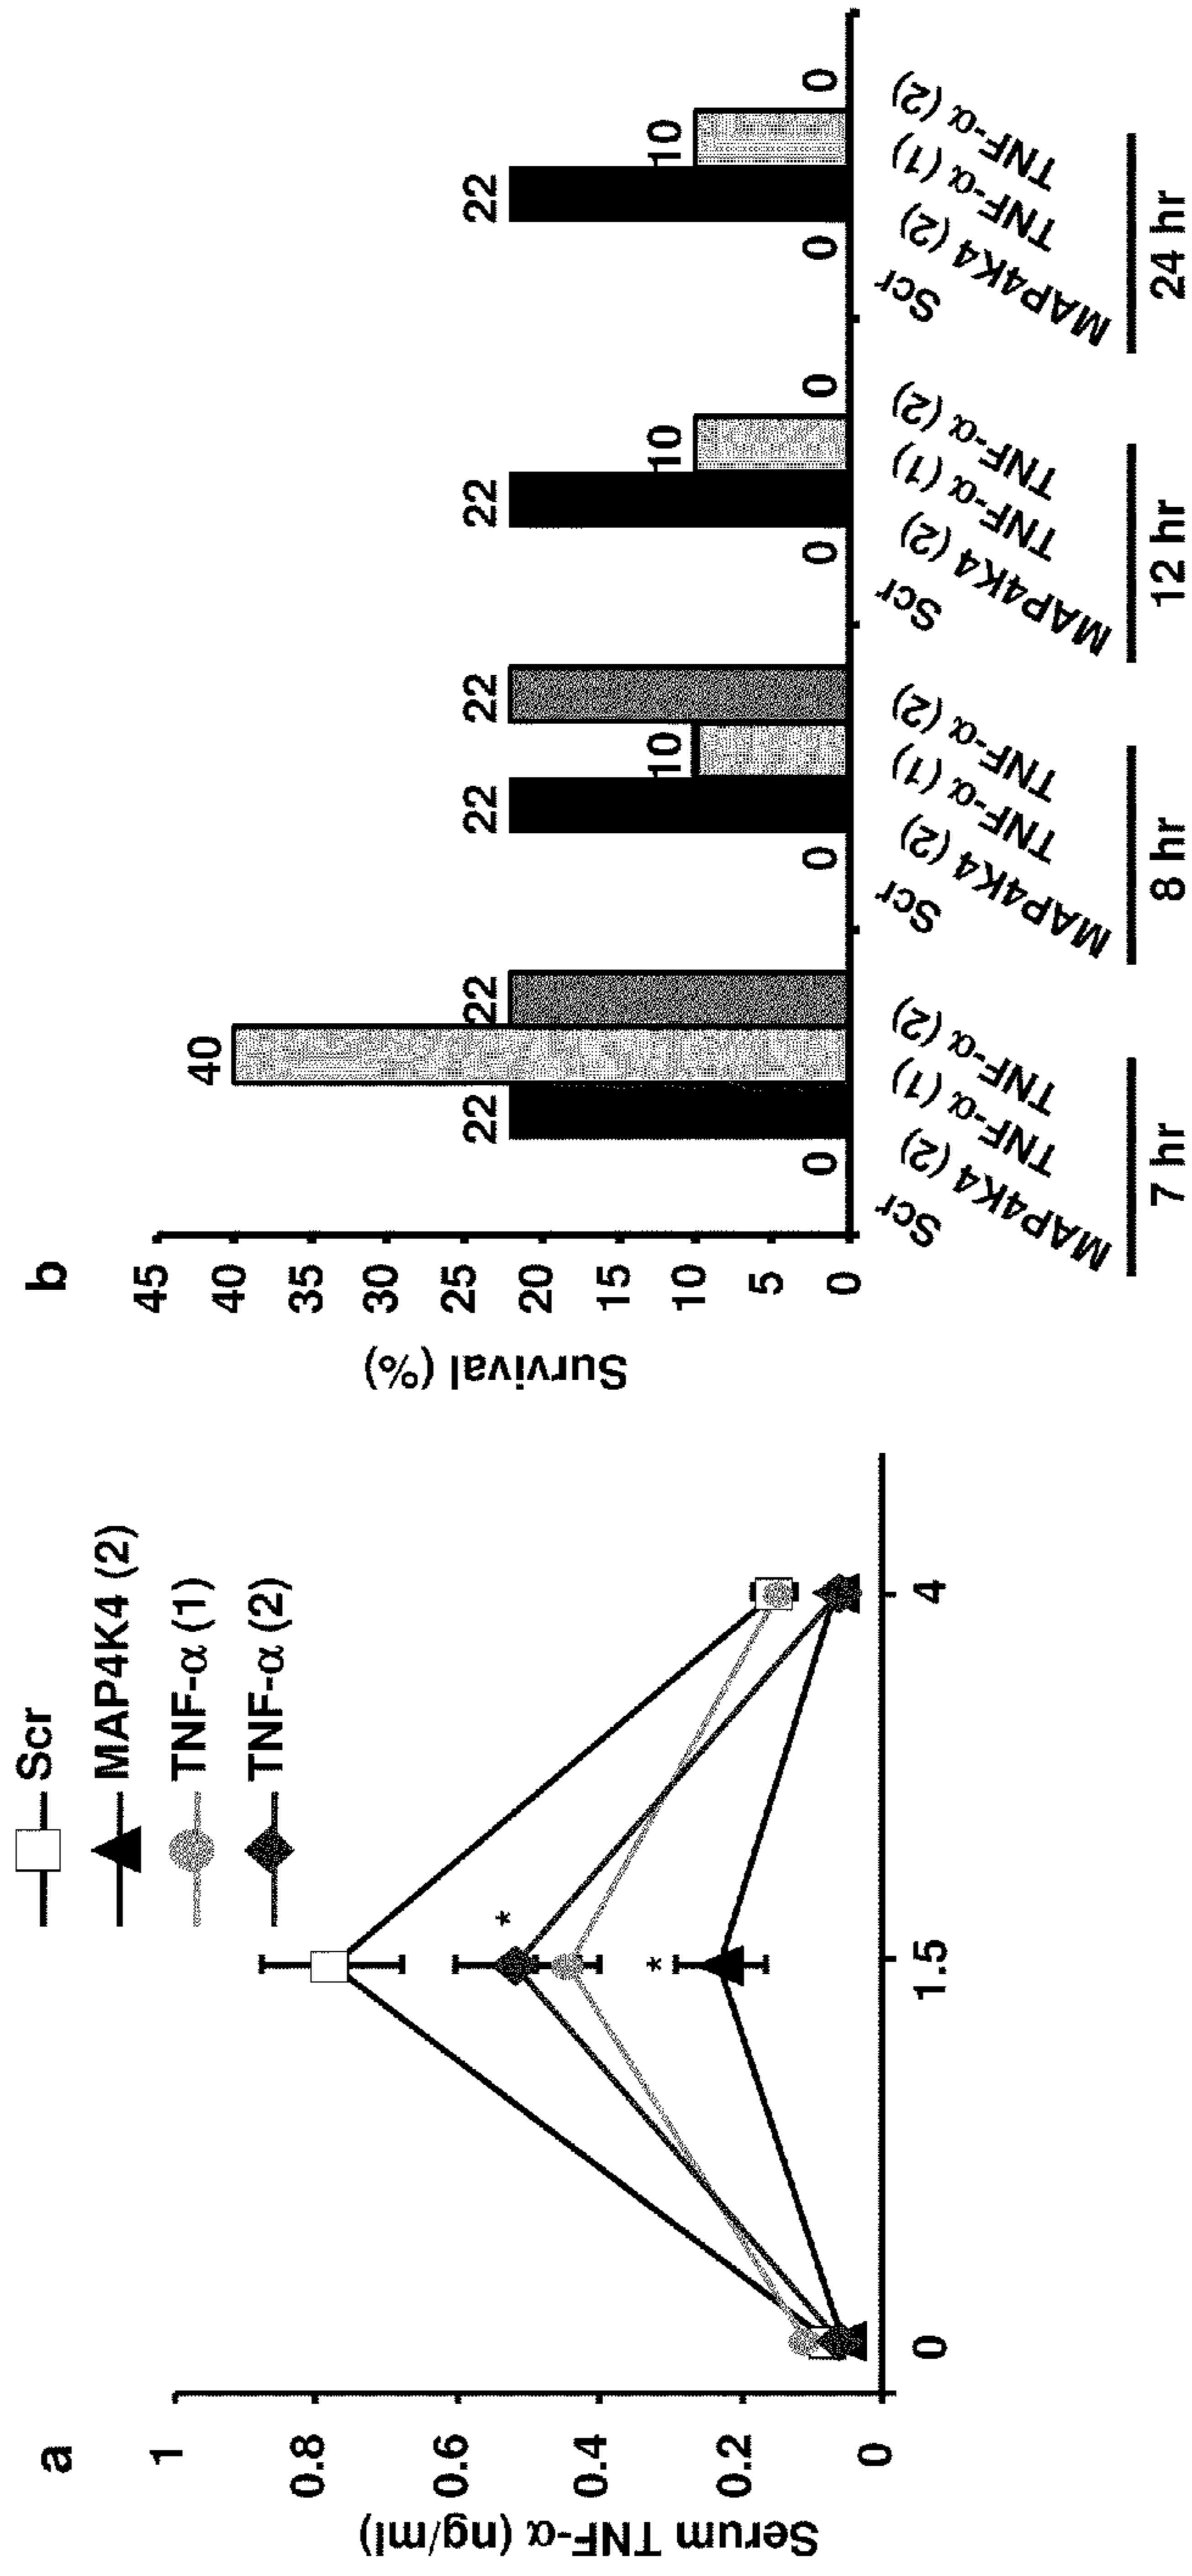 a
Scr
MAP4K4 (2)
TNF-α (1)
TNF-α (2)
Serum TNF-α (ng/ml)
1
0.8
0.6
0.4
0.2
0
*
*
0
1.5
4
b
Survival (%)
45
40
35
30
25
20
15
10
5
0
0
22
40
22
0
22
10
22
0
22
10
0
0
22
10
0
Scr
MAP4K4 (2)
TNF-α (1)
TNF-α (2)
7 hr
Scr
MAP4K4 (2)
TNF-α (1)
TNF-α (2)
8 hr
Scr
MAP4K4 (2)
TNF-α (1)
TNF-α (2)
12 hr
Scr
MAP4K4 (2)
TNF-α (1)
TNF-α (2)
24 hr